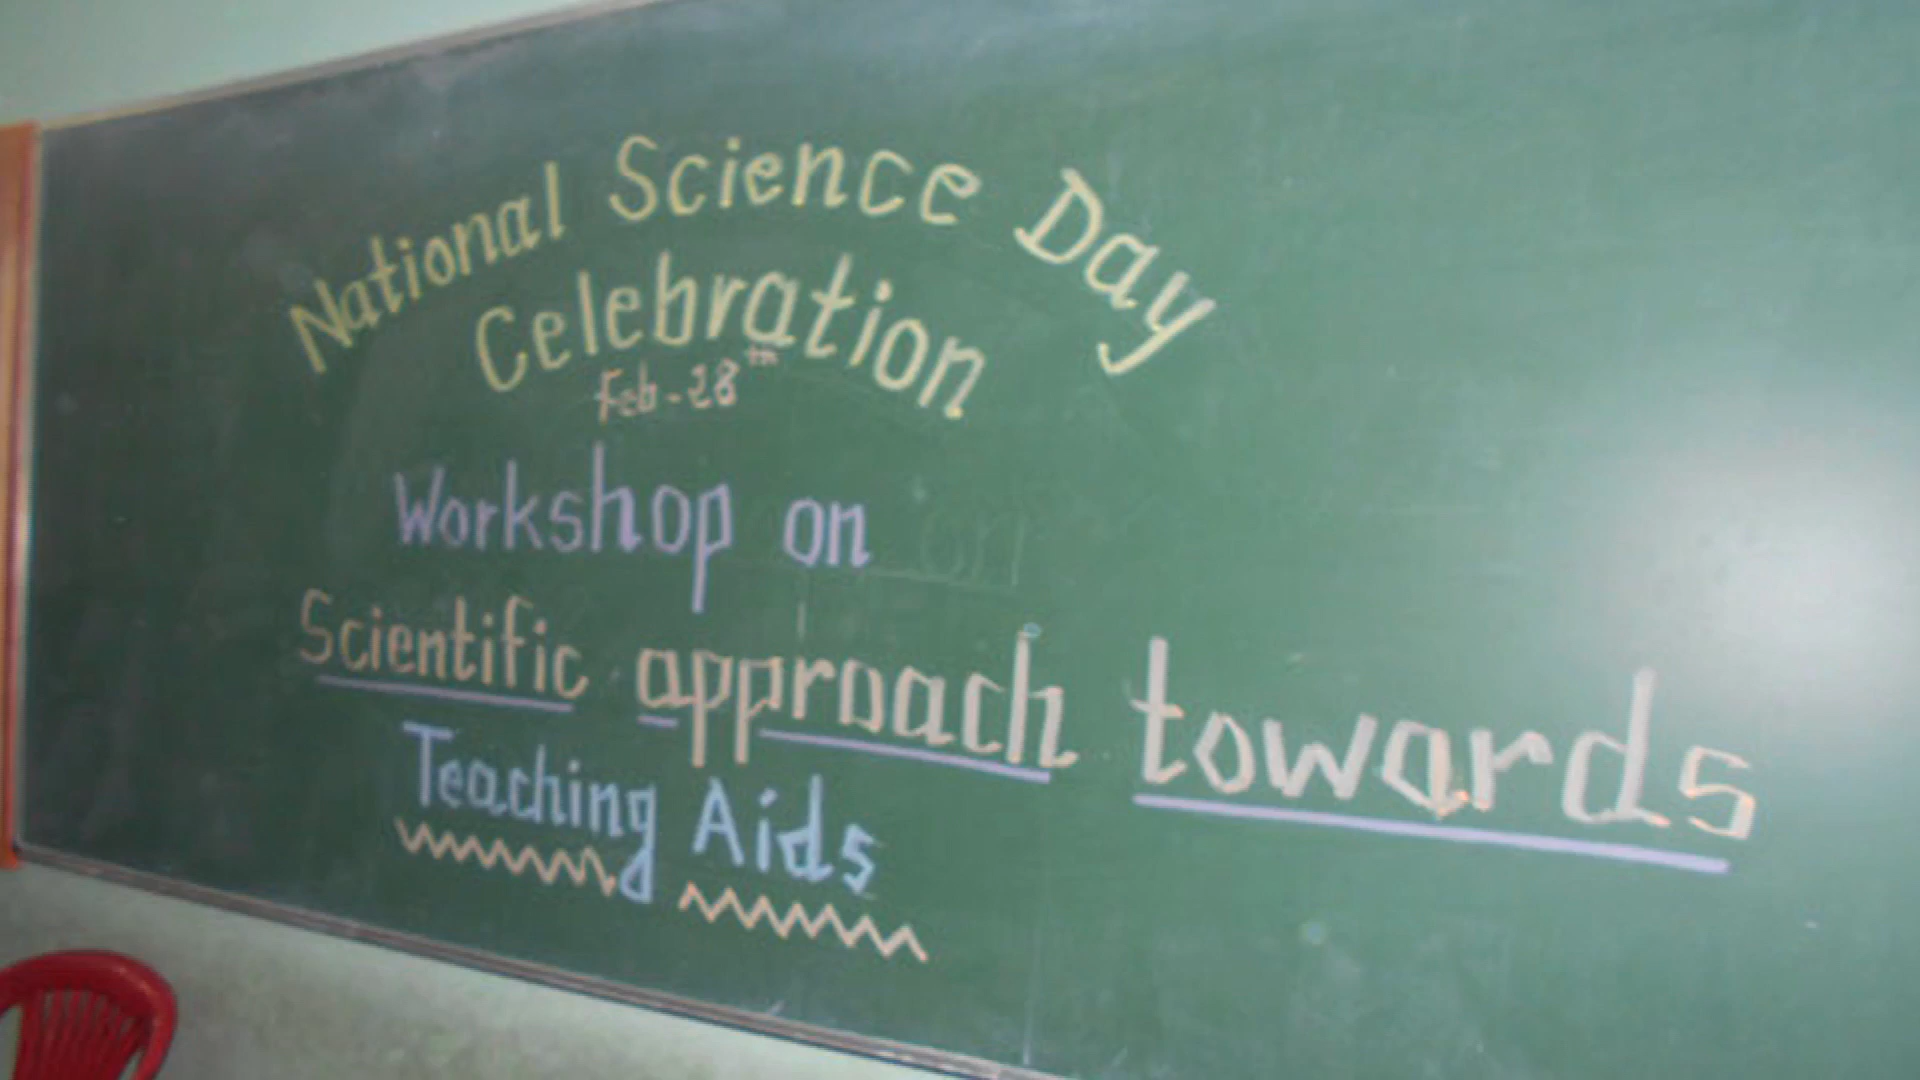 National Science Day
Celebration
Feb-28th
Workshop on
Scientific approach towards
Teaching Aids